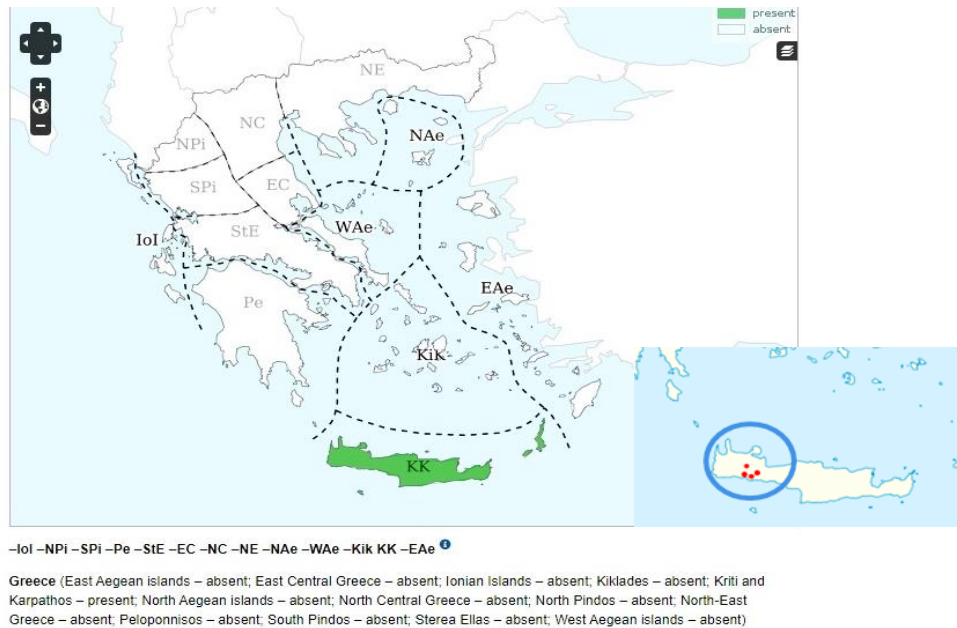 present
absent
NE
NC
NAe
NPi
SPi
EC
WAe
IoI
StE
EAe
Pe
KiK
KK
–IoI –NPi –SPi –Pe –StE –EC –NC –NE –NAe –WAe –Kik KK –EAe
Greece (East Aegean islands – absent; East Central Greece – absent; Ionian Islands – absent; Kiklades – absent; Kriti and
Karpathos – present; North Aegean islands – absent; North Central Greece – absent; North Pindos – absent; North-East
Greece – absent; Peloponnisos – absent; South Pindos – absent; Sterea Ellas – absent; West Aegean islands – absent)